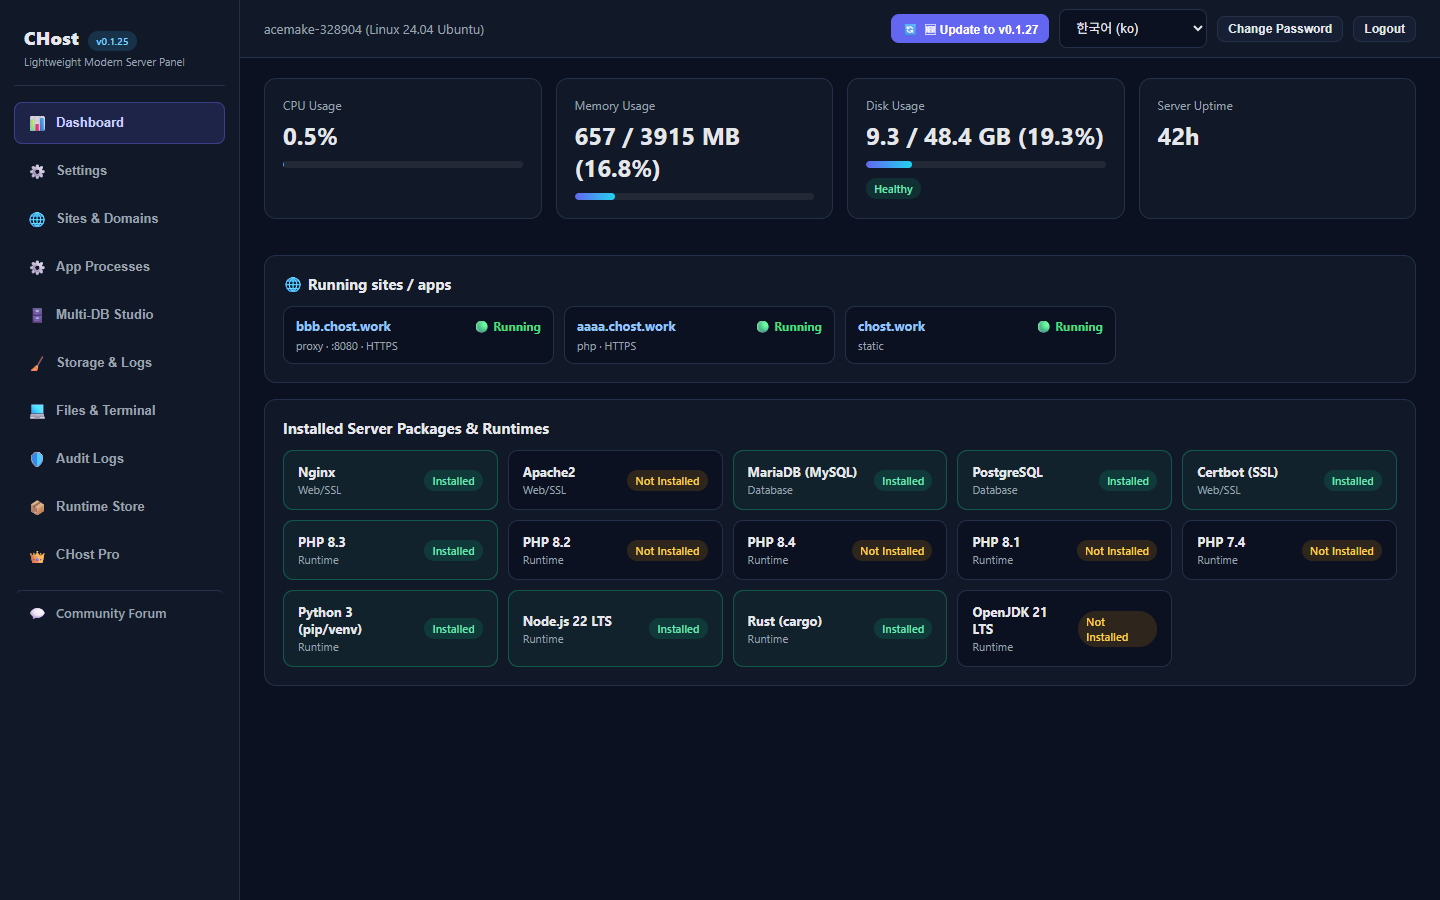 CHost v0.1.25
Lightweight Modern Server Panel
Dashboard
Settings
Sites & Domains
App Processes
Multi-DB Studio
Storage & Logs
Files & Terminal
Audit Logs
Runtime Store
CHost Pro
Community Forum
acemake-328904 (Linux 24.04 Ubuntu)
🆕 Update to v0.1.27
한국어 (ko)
Change Password
Logout
CPU Usage
0.5%
Memory Usage
657 / 3915 MB
(16.8%)
Disk Usage
9.3 / 48.4 GB (19.3%)
Healthy
Server Uptime
42h
Running sites / apps
bbb.chost.work Running
proxy · :8080 · HTTPS
aaaa.chost.work Running
php · HTTPS
chost.work Running
static
Installed Server Packages & Runtimes
Nginx Installed
Web/SSL
Apache2 Not Installed
Web/SSL
MariaDB (MySQL) Installed
Database
PostgreSQL Installed
Database
Certbot (SSL) Installed
Web/SSL
PHP 8.3 Installed
Runtime
PHP 8.2 Not Installed
Runtime
PHP 8.4 Not Installed
Runtime
PHP 8.1 Not Installed
Runtime
PHP 7.4 Not Installed
Runtime
Python 3
(pip/venv) Installed
Runtime
Node.js 22 LTS Installed
Runtime
Rust (cargo) Installed
Runtime
OpenJDK 21
LTS
Runtime
Not
Installed